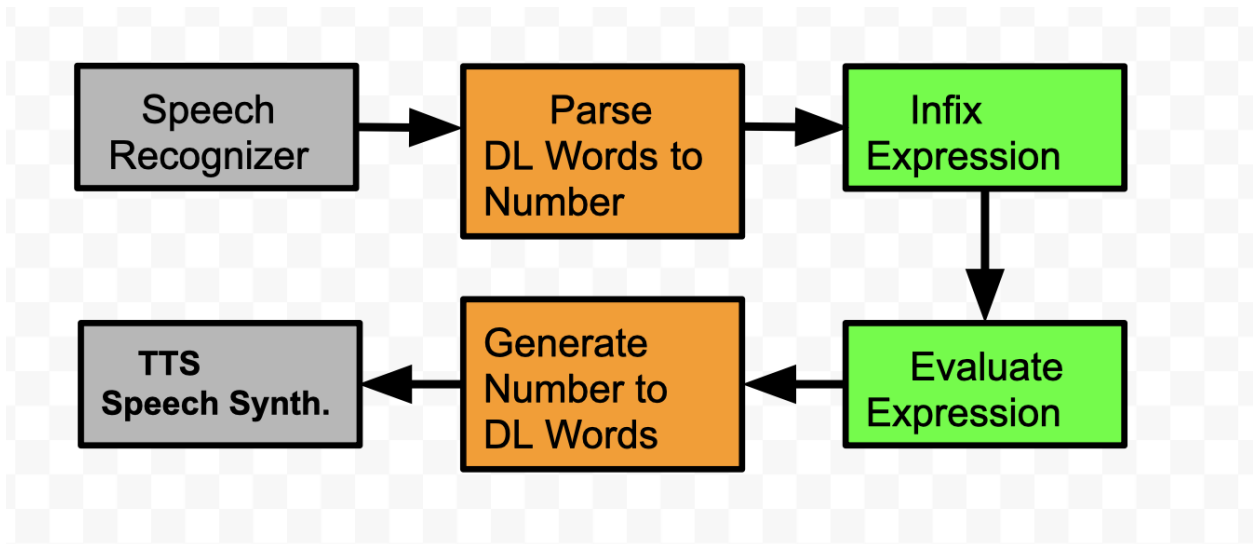 Speech
Recognizer
Parse
DL Words to
Number
Infix
Expression
Evaluate
Expression
Generate
Number to
DL Words
TTS
Speech Synth.